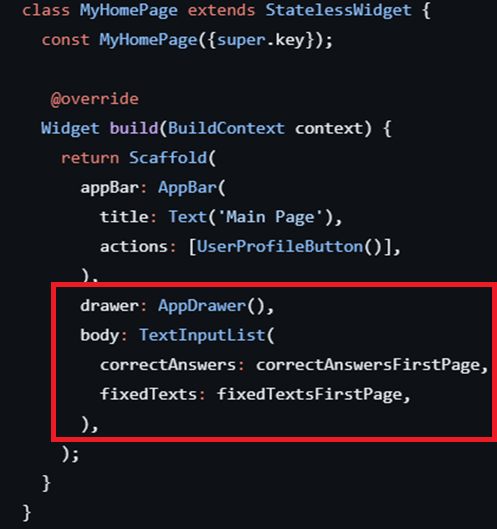 class MyHomePage extends StatelessWidget {
  const MyHomePage({super.key});

   @override
  Widget build(BuildContext context) {
    return Scaffold(
      appBar: AppBar(
        title: Text('Main Page'),
        actions: [UserProfileButton()],
      ),
      drawer: AppDrawer(),
      body: TextInputList(
        correctAnswers: correctAnswersFirstPage,
        fixedTexts: fixedTextsFirstPage,
      ),
    );
  }
}